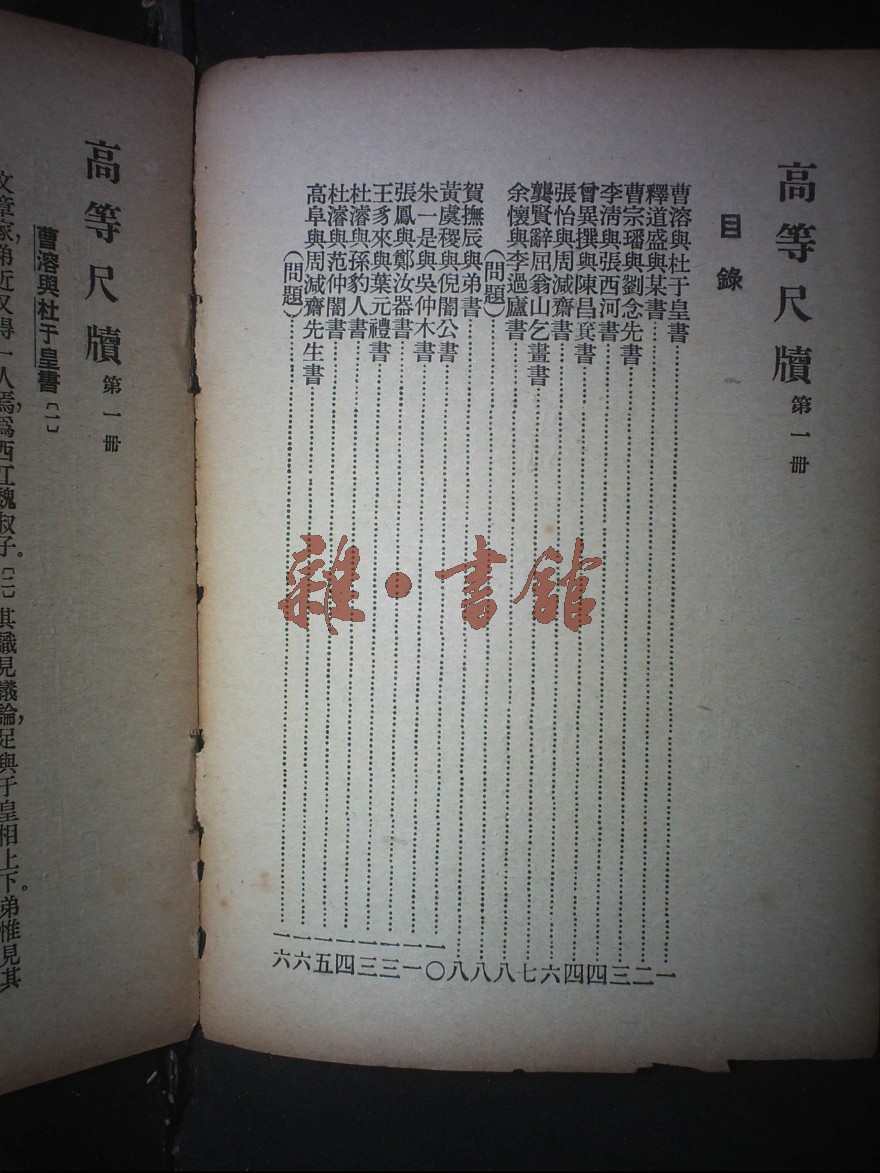 高等尺牘 第一冊
目錄
曹溶與杜于皇書……一
釋道盛與某書……二
曹宗璠與劉念先書……三
李清與張西河書……四
曾異撰與陳昌箕書……四
張怡與周減齋書……六
龔賢辭屈翁山乞畫書……七
余懷與李過廬書……八
(問題)……八
賀撫辰與弟書……八
黃虞稷與倪闇公書……一〇
朱一是與吳仲木書……一一
張鳳與鄭汝器書……一三
王豸來與葉元禮書……一三
杜濬與孫豹人書……一四
杜濬與范仲闇書……一五
高阜與周減齋先生書……一六
(問題)……一六
雜·書館
高等尺牘 第一冊
曹溶與杜于皇書〔一〕
文章家,弟近又得一人焉,爲西江魏叔子。〔二〕其識見議論,足與于皇相上下。弟惟見其